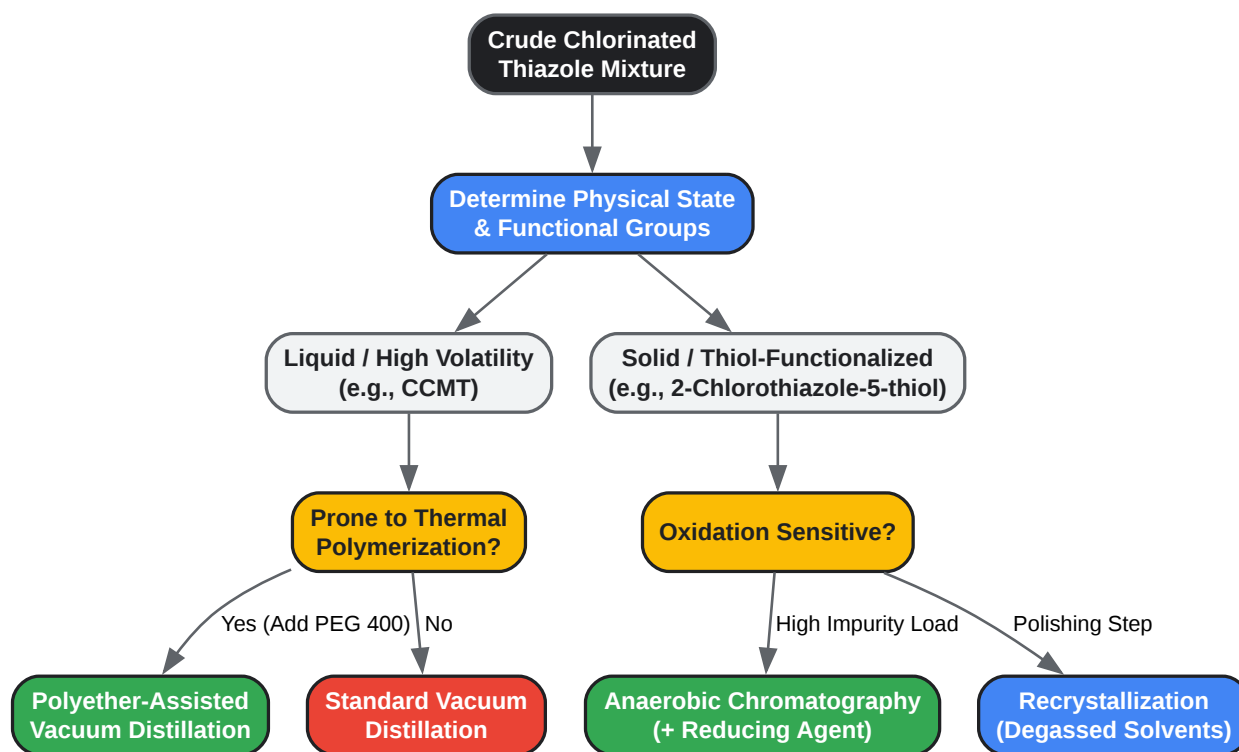 Crude Chlorinated
Thiazole Mixture
Determine Physical State
& Functional Groups
Liquid / High Volatility
(e.g., CCMT)
Solid / Thiol-Functionalized
(e.g., 2-Chlorothiazole-5-thiol)
Prone to Thermal
Polymerization?
Oxidation Sensitive?
Yes (Add PEG 400)
No
High Impurity Load
Polishing Step
Polyether-Assisted
Vacuum Distillation
Standard Vacuum
Distillation
Anaerobic Chromatography
(+ Reducing Agent)
Recrystallization
(Degassed Solvents)